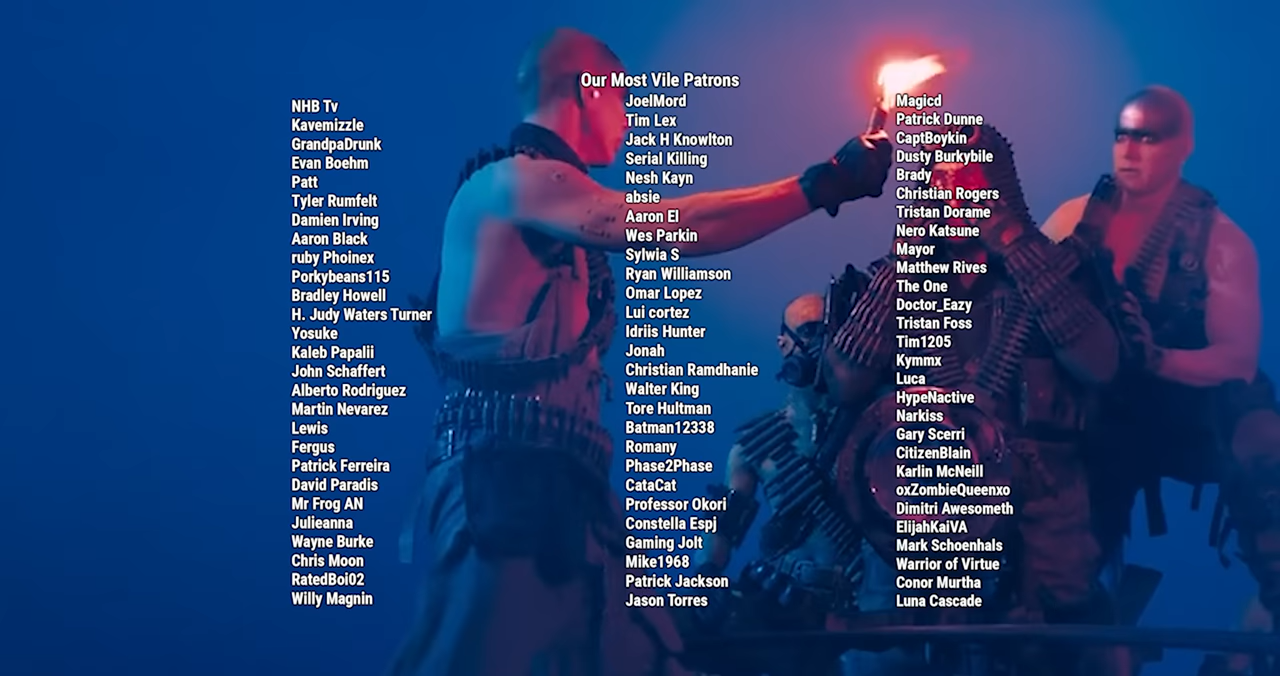 Our Most Vile Patrons
NHB Tv
Kavemizzle
GrandpaDrunk
Evan Boehm
Patt
Tyler Rumfelt
Damien Irving
Aaron Black
ruby Phoinex
Porkybeans115
Bradley Howell
H. Judy Waters Turner
Yosuke
Kaleb Papalii
John Schaffert
Alberto Rodriguez
Martin Nevarez
Lewis
Fergus
Patrick Ferreira
David Paradis
Mr Frog AN
Julieanna
Wayne Burke
Chris Moon
RatedBoi02
Willy Magnin
JoelMord
Tim Lex
Jack H Knowlton
Serial Killing
Nesh Kayn
absie
Aaron El
Wes Parkin
Sylwia S
Ryan Williamson
Omar Lopez
Lui cortez
Idriis Hunter
Jonah
Christian Ramdhanie
Walter King
Tore Hultman
Batman12338
Romany
Phase2Phase
CataCat
Professor Okori
Constella Espj
Gaming Jolt
Mike1968
Patrick Jackson
Jason Torres
Magicd
Patrick Dunne
CaptBoykin
Dusty Burkybile
Brady
Christian Rogers
Tristan Dorame
Nero Katsune
Mayor
Matthew Rives
The One
Doctor_Eazy
Tristan Foss
Tim1205
Kymmx
Luca
HypeNactive
Narkiss
Gary Scerri
CitizenBlain
Karlin McNeill
oxZombieQueenxo
Dimitri Awesometh
ElijahKaiVA
Mark Schoenhals
Warrior of Virtue
Conor Murtha
Luna Cascade